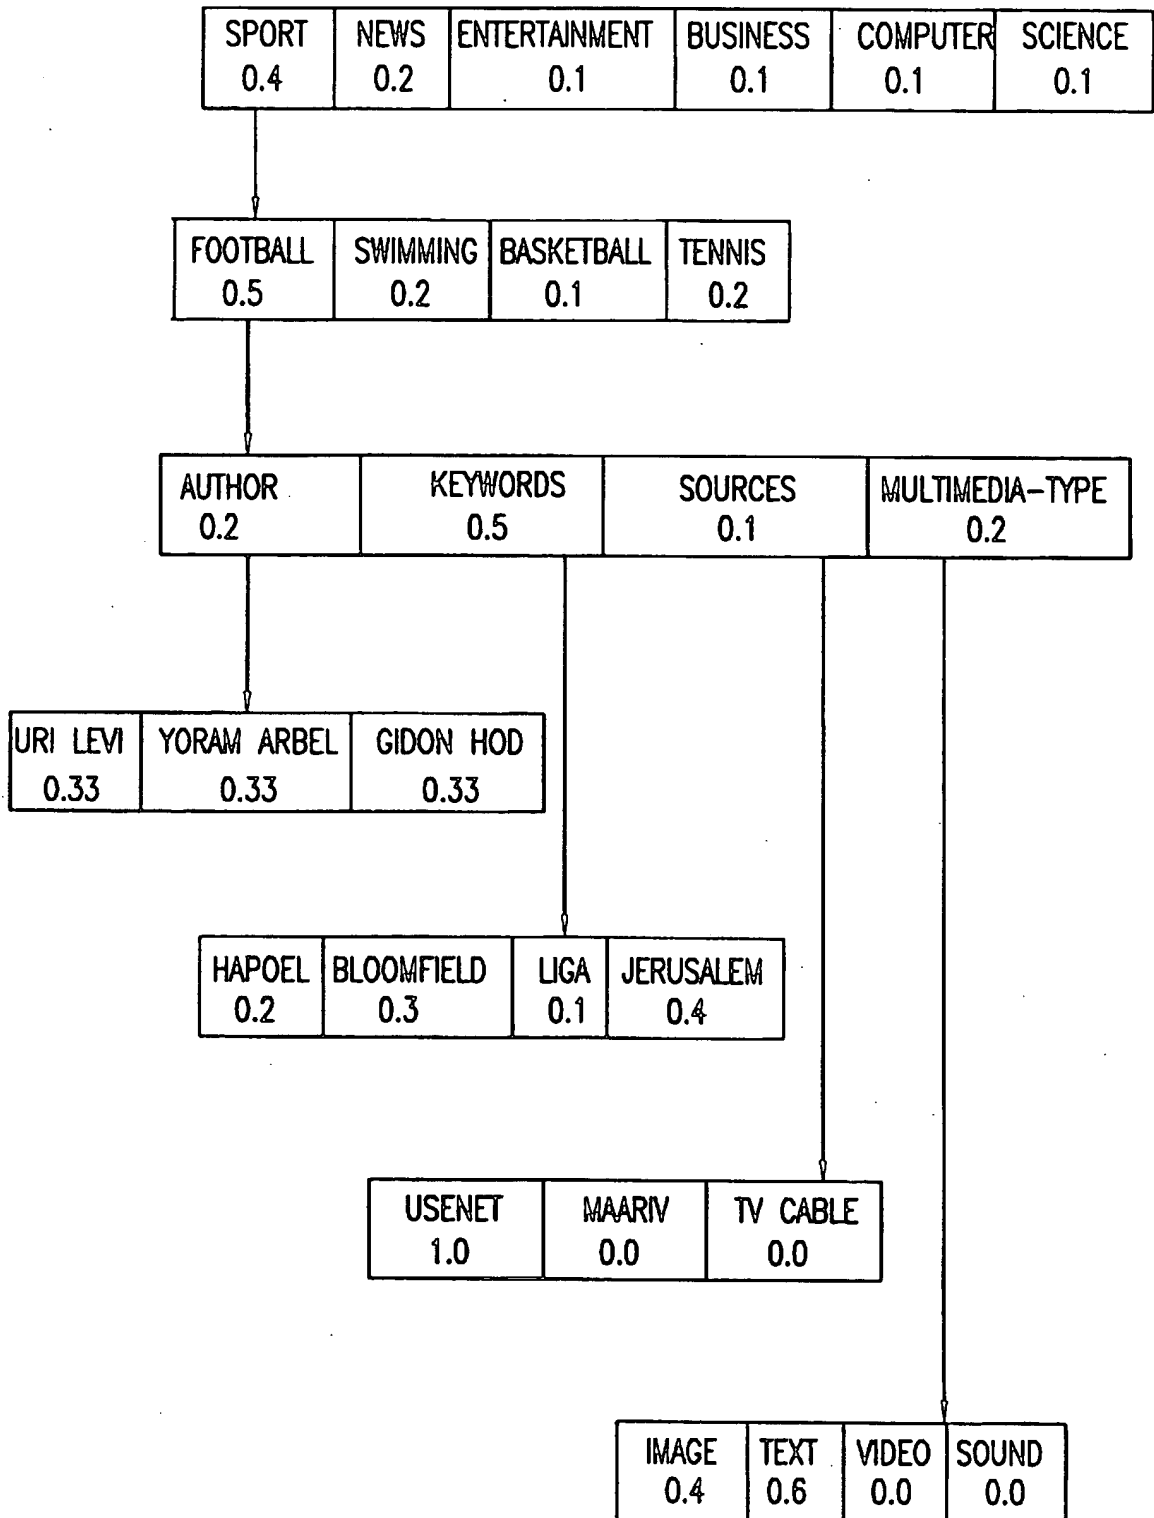 SPORT NEWS ENTERTAINMENT BUSINESS COMPUTER SCIENCE
0.4 0.2 0.1 0.1 0.1 0.1
FOOTBALL SWIMMING BASKETBALL TENNIS
0.5 0.2 0.1 0.2
AUTHOR KEYWORDS SOURCES MULTIMEDIA-TYPE
0.2 0.5 0.1 0.2
URI LEVI YORAM ARBEL GIDON HOD
0.33 0.33 0.33
HAPOEL BLOOMFIELD LIGA JERUSALEM
0.2 0.3 0.1 0.4
USENET MAARIV TV CABLE
1.0 0.0 0.0
IMAGE TEXT VIDEO SOUND
0.4 0.6 0.0 0.0